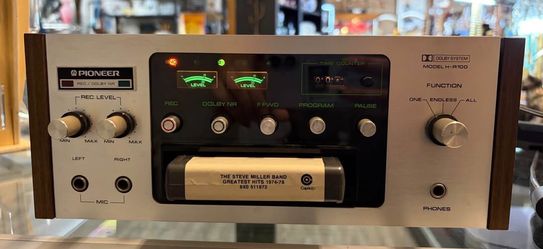 PIONEER
REC / DOLBY NR
REC LEVEL
MIN MAX MIN MAX
LEFT RIGHT
MIC
LEVEL LEVEL
TIME COUNTER
REC DOLBY NR F.FWD PROGRAM PAUSE
THE STEVE MILLER BAND
GREATEST HITS 1974-78
Capitol
DOLBY SYSTEM
MODEL H-R100
FUNCTION
ONE ENDLESS ALL
PHONES